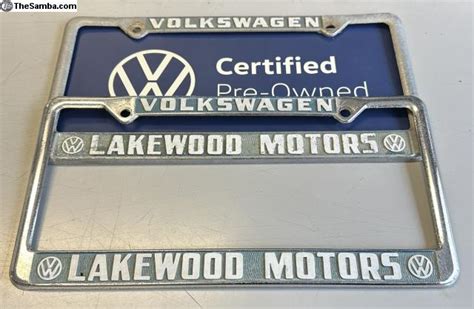 TheSamba.com
VOLKSWAGEN
Certified
Pre-Owned
VOLKSWAGEN
LAKEWOOD MOTORS
LAKEWOOD MOTORS